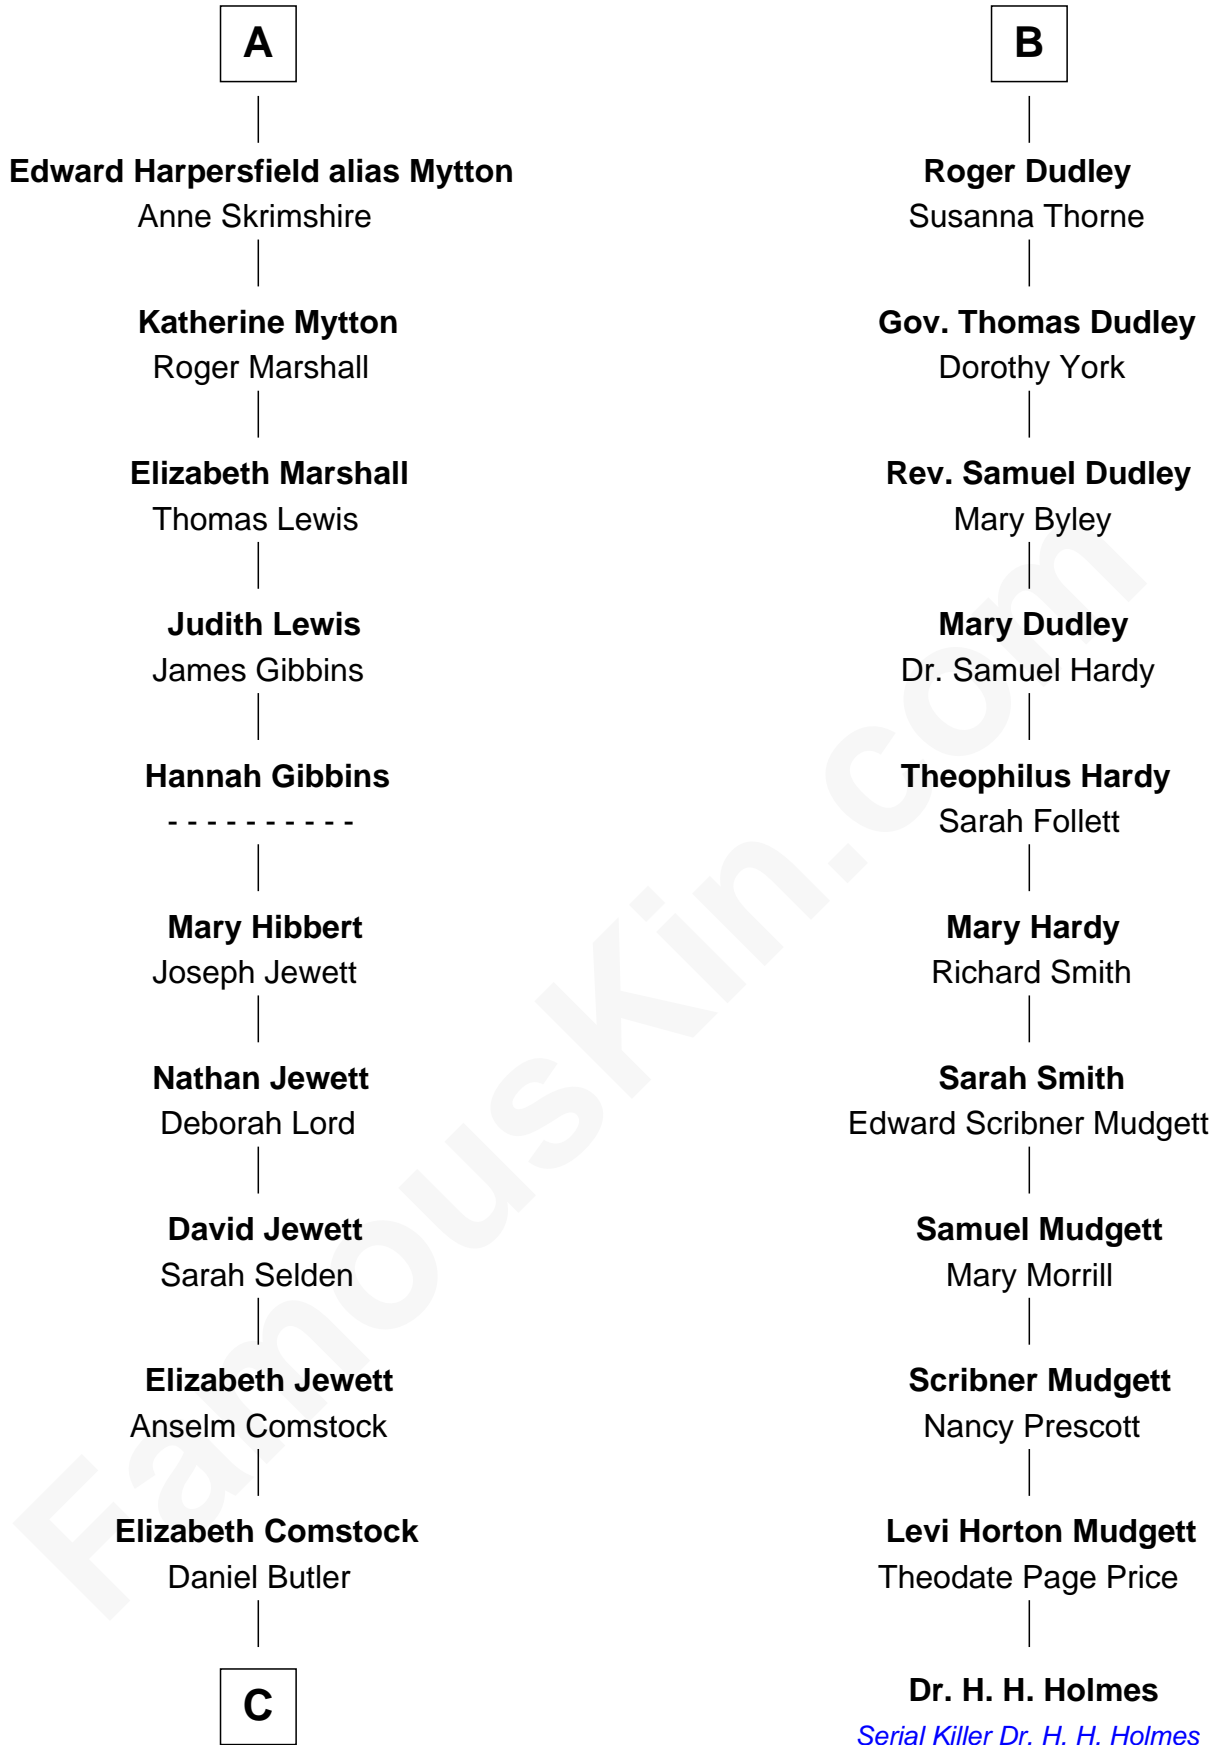 A
Edward Harpersfield alias Mytton
Anne Skrimshire
Katherine Mytton
Roger Marshall
Elizabeth Marshall
Thomas Lewis
Judith Lewis
James Gibbins
Hannah Gibbins
- - - - - - - - - -
Mary Hibbert
Joseph Jewett
Nathan Jewett
Deborah Lord
David Jewett
Sarah Selden
Elizabeth Jewett
Anselm Comstock
Elizabeth Comstock
Daniel Butler
C
B
Roger Dudley
Susanna Thorne
Gov. Thomas Dudley
Dorothy York
Rev. Samuel Dudley
Mary Byley
Mary Dudley
Dr. Samuel Hardy
Theophilus Hardy
Sarah Follett
Mary Hardy
Richard Smith
Sarah Smith
Edward Scribner Mudgett
Samuel Mudgett
Mary Morrill
Scribner Mudgett
Nancy Prescott
Levi Horton Mudgett
Theodate Page Price
Dr. H. H. Holmes
Serial Killer Dr. H. H. Holmes
FamousKin.com